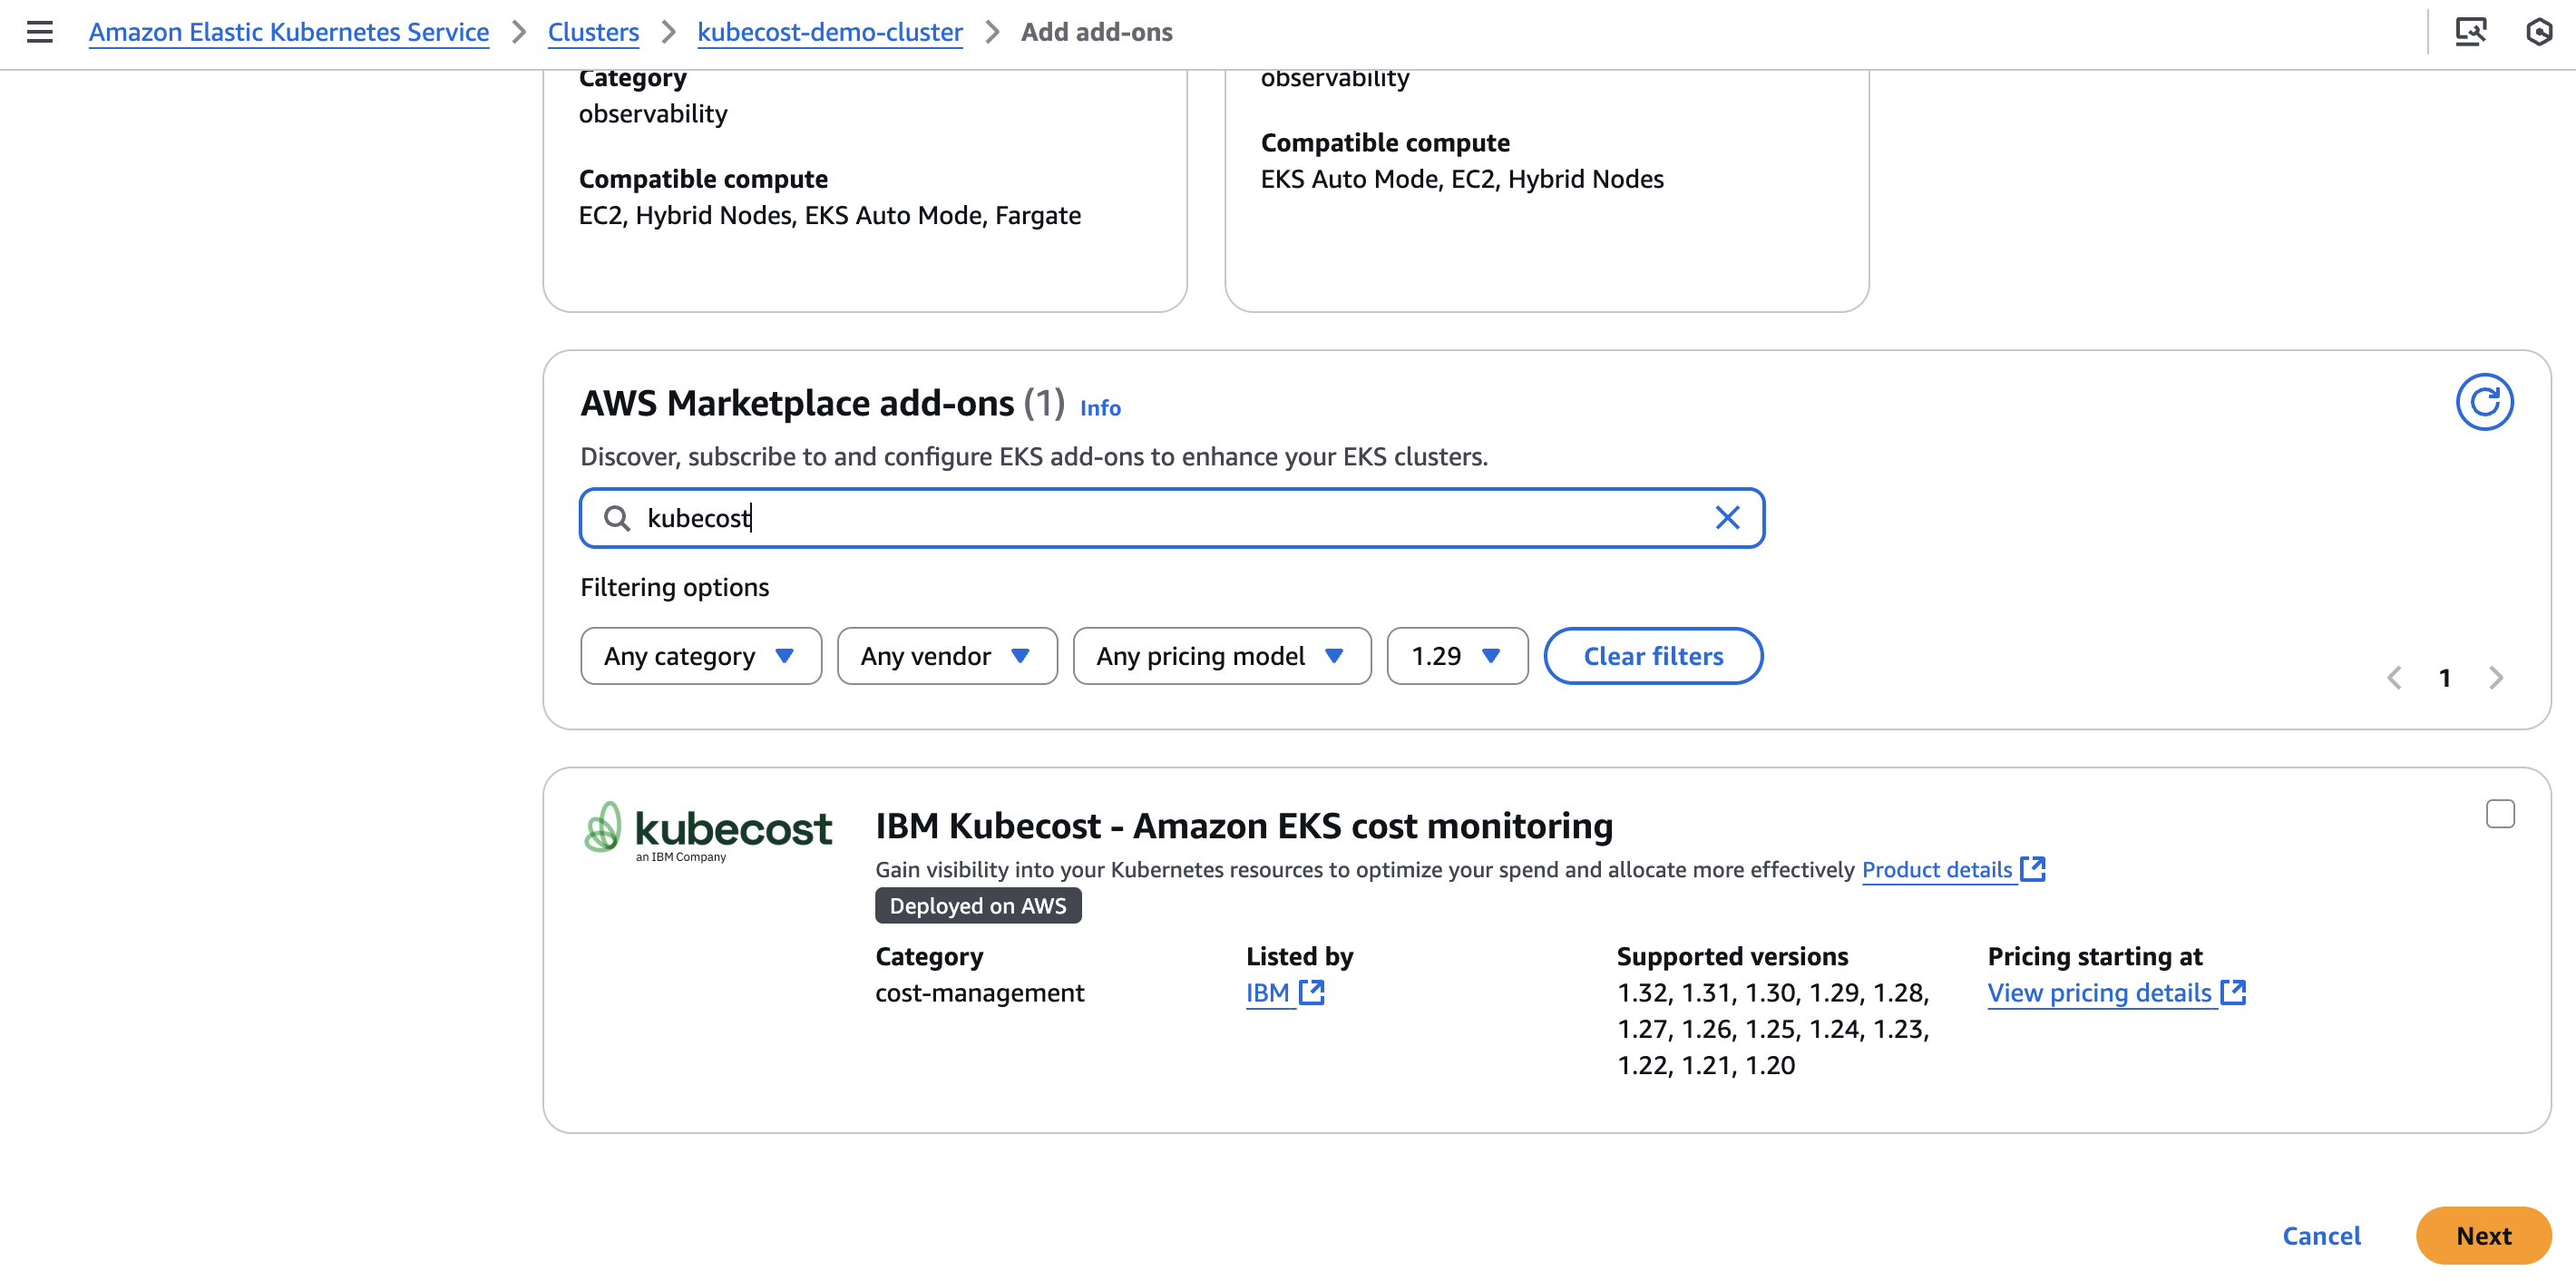 Amazon Elastic Kubernetes Service
Clusters
kubecost-demo-cluster
Add add-ons
Category
observability
Compatible compute
EC2, Hybrid Nodes, EKS Auto Mode, Fargate
observability
Compatible compute
EKS Auto Mode, EC2, Hybrid Nodes
AWS Marketplace add-ons (1) Info
Discover, subscribe to and configure EKS add-ons to enhance your EKS clusters.
kubecost
Filtering options
Any category
Any vendor
Any pricing model
1.29
Clear filters
1
kubecost
an IBM Company
IBM Kubecost - Amazon EKS cost monitoring
Gain visibility into your Kubernetes resources to optimize your spend and allocate more effectively Product details
Deployed on AWS
Category
cost-management
Listed by
IBM
Supported versions
1.32, 1.31, 1.30, 1.29, 1.28,
1.27, 1.26, 1.25, 1.24, 1.23,
1.22, 1.21, 1.20
Pricing starting at
View pricing details
Cancel
Next